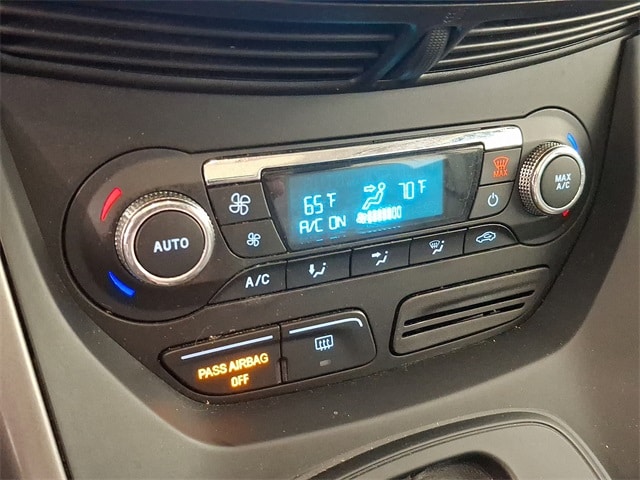 MAX
65°F 70°F
A/C ON
MAX
A/C
AUTO
A/C
PASS AIRBAG
OFF